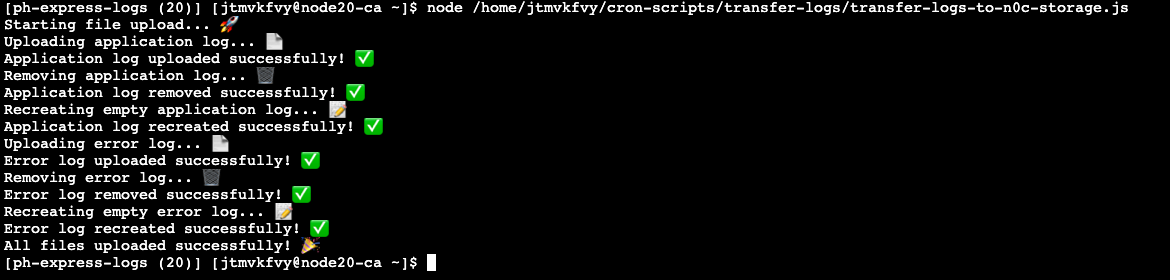 [ph-express-logs (20)] [jtmvkfvy@node20-ca ~]$ node /home/jtmvkfvy/cron-scripts/transfer-logs/transfer-logs-to-n0c-storage.js
Starting file upload... 🚀
Uploading application log... 📄
Application log uploaded successfully! ✅
Removing application log... 🗑️
Application log removed successfully! ✅
Recreating empty application log... 📝
Application log recreated successfully! ✅
Uploading error log... 📄
Error log uploaded successfully! ✅
Removing error log... 🗑️
Error log removed successfully! ✅
Recreating empty error log... 📝
Error log recreated successfully! ✅
All files uploaded successfully! 🎉
[ph-express-logs (20)] [jtmvkfvy@node20-ca ~]$